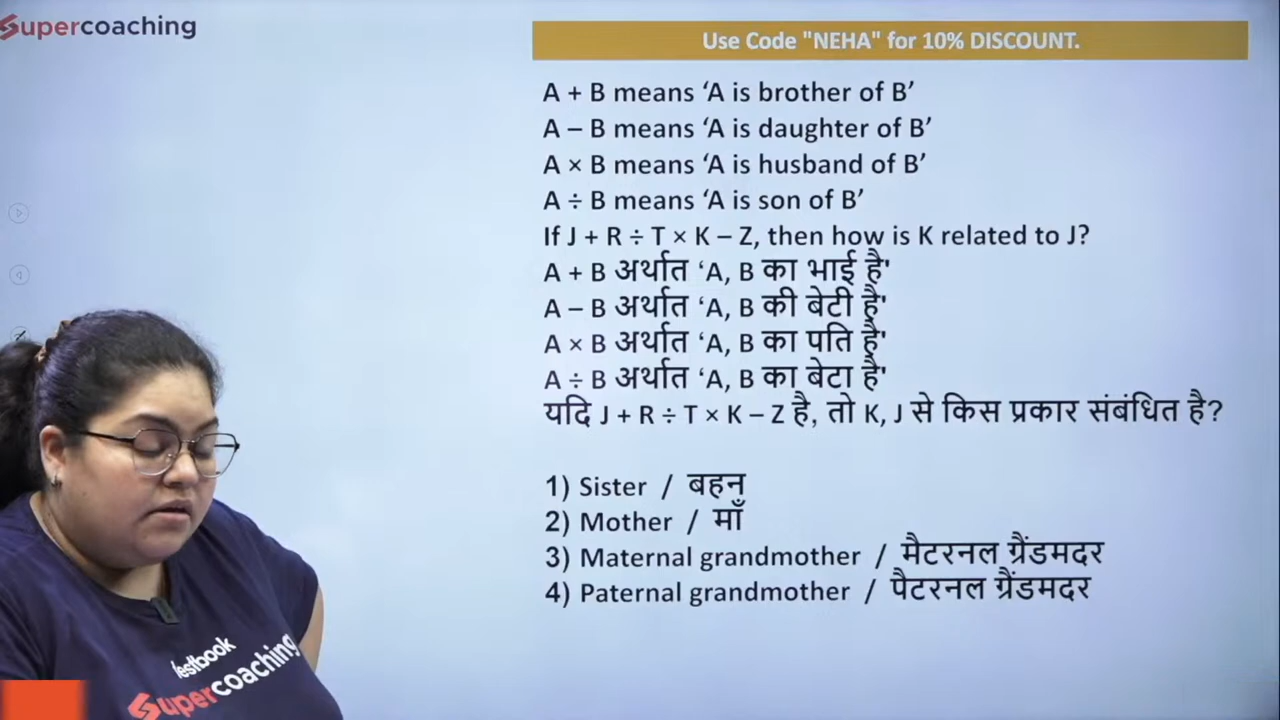 Supercoaching
Use Code "NEHA" for 10% DISCOUNT.
A + B means ‘A is brother of B’
A – B means ‘A is daughter of B’
A × B means ‘A is husband of B’
A ÷ B means ‘A is son of B’
If J + R ÷ T × K – Z, then how is K related to J?
A + B अर्थात ‘A, B का भाई है'
A – B अर्थात ‘A, B की बेटी है'
A × B अर्थात ‘A, B का पति है'
A ÷ B अर्थात ‘A, B का बेटा है'
यदि J + R ÷ T × K – Z है, तो K, J से किस प्रकार संबंधित है?
1) Sister / बहन
2) Mother / माँ
3) Maternal grandmother / मैटरनल ग्रैंडमदर
4) Paternal grandmother / पैटरनल ग्रैंडमदर
testbook
Supercoaching